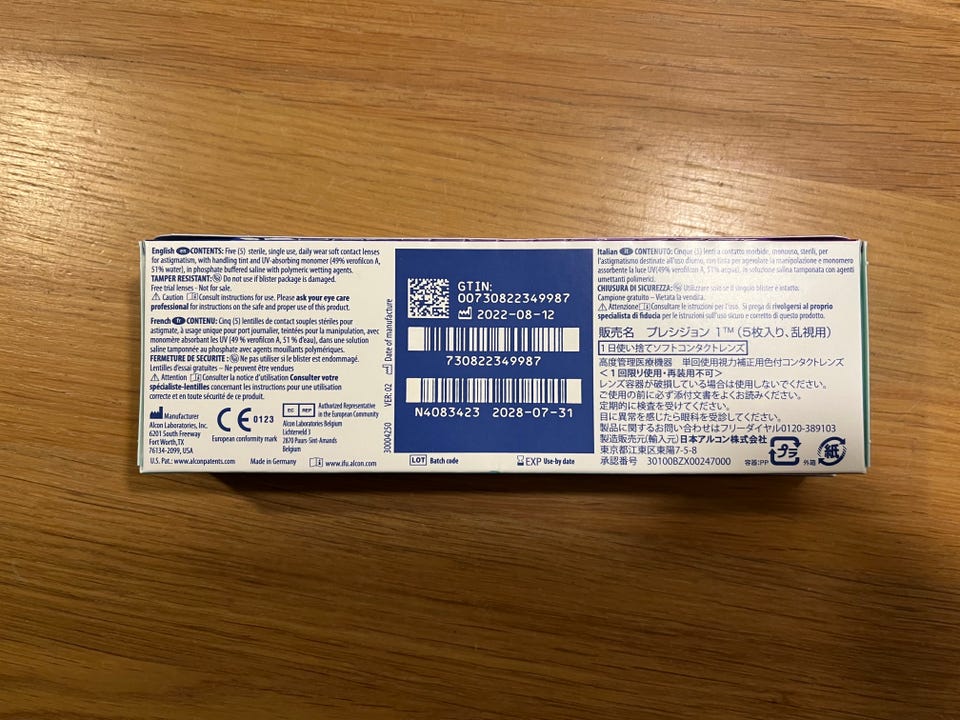 English en CONTENTS: Five (5) sterile, single use, daily wear soft contact lenses
for astigmatism, with handling tint and UV-absorbing monomer (49% verofilcon A,
51% water), in phosphate buffered saline with polymeric wetting agents.
TAMPER RESISTANT: Do not use if blister package is damaged.
Free trial lenses - Not for sale.
Caution Consult instructions for use. Please ask your eye care
professional for instructions on the safe and proper use of this product.
French fr CONTENU: Cinq (5) lentilles de contact souples stériles pour
astigmatisme, à usage unique pour port journalier, teintées pour la manipulation, avec
monomère absorbant les UV (49 % verofilcon A, 51 % d'eau), dans une solution
saline tamponnée au phosphate avec agents mouillants polymériques.
FERMETURE DE SECURITE : Ne pas utiliser si le blister est endommagé.
Lentilles d'essai gratuites – Ne peuvent être vendues
Attention Consulter la notice d'utilisation Consulter votre
spécialiste-lentilles concernant les instructions pour une utilisation
correcte et en toute sécurité de ce produit.
Manufacturer
Alcon Laboratories, Inc.
6201 South Freeway
Fort Worth, TX
76134-2099, USA
CE 0123
European conformity mark
EC REP
Authorized Representative
in the European Community
Alcon Laboratories Belgium
Lichterveld 3
2870 Puurs-Sint-Amands
Belgium
U.S. Pat.: www.alconpatents.com Made in Germany www.ifu.alcon.com
30004250 VER: 02 Date of manufacture
GTIN:
00730822349987
2022-08-12
730822349987
N4083423 2028-07-31
LOT Batch code EXP Use-by date
Italian it CONTENUTO: Cinque (5) lenti a contatto morbide, monouso, sterili, per
l'astigmatismo destinate all'uso diurno, con tinta per agevolare la manipolazione e monomero
assorbente la luce UV(49% verofilcon A, 51% acqua), in soluzione salina tamponata con agenti
umettanti polimerici.
CHIUSURA DI SICUREZZA: Utilizzare solo se il singolo blister è intatto.
Campione gratuito – Vietata la vendita.
Attenzione Consultare le istruzioni per l'uso. Si prega di rivolgersi al proprio
specialista di fiducia per le istruzioni sull'uso sicuro e corretto di questo prodotto.
販売名 プレシジョン 1™(5枚入り、乱視用)
1日使い捨てソフトコンタクトレンズ
高度管理医療機器 単回使用視力補正用色付コンタクトレンズ
<1回限り使用・再装用不可>
レンズ容器が破損している場合は使用しないでください。
ご使用の前に必ず添付文書をよくお読みください。
定期的に検査を受けてください。
目に異常を感じたら眼科を受診してください。
製品に関するお問い合わせはフリーダイヤル0120-389103
製造販売元(輸入元)日本アルコン株式会社
東京都江東区東陽7-5-8
承認番号 30100BZX00247000
プラ
容器:PP
紙
外箱